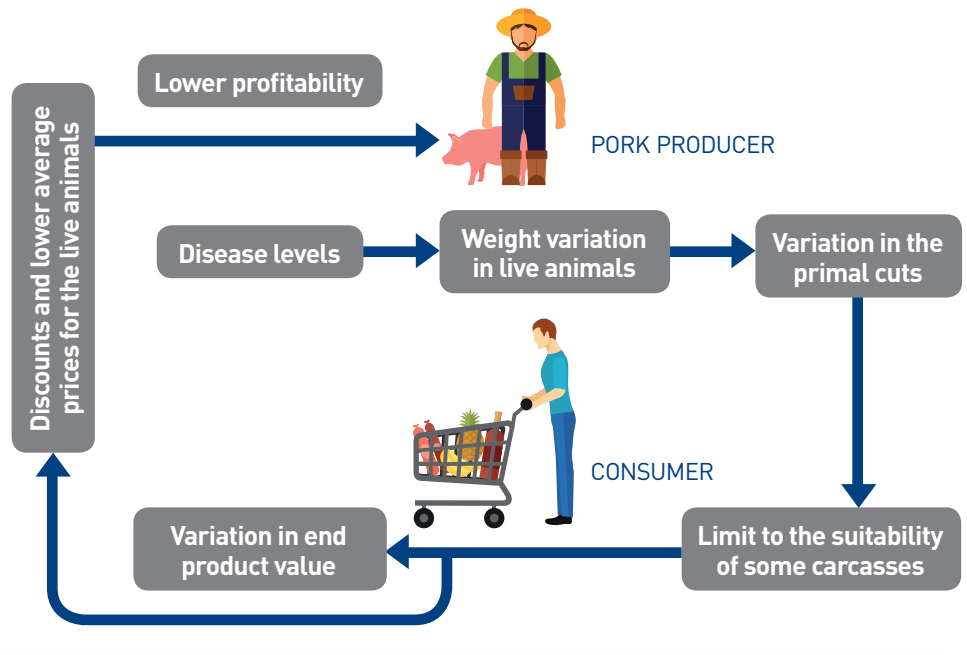 Lower profitability
PORK PRODUCER
Discounts and lower average
prices for the live animals
Disease levels
Weight variation
in live animals
Variation in the
primal cuts
CONSUMER
Variation in end
product value
Limit to the suitability
of some carcasses